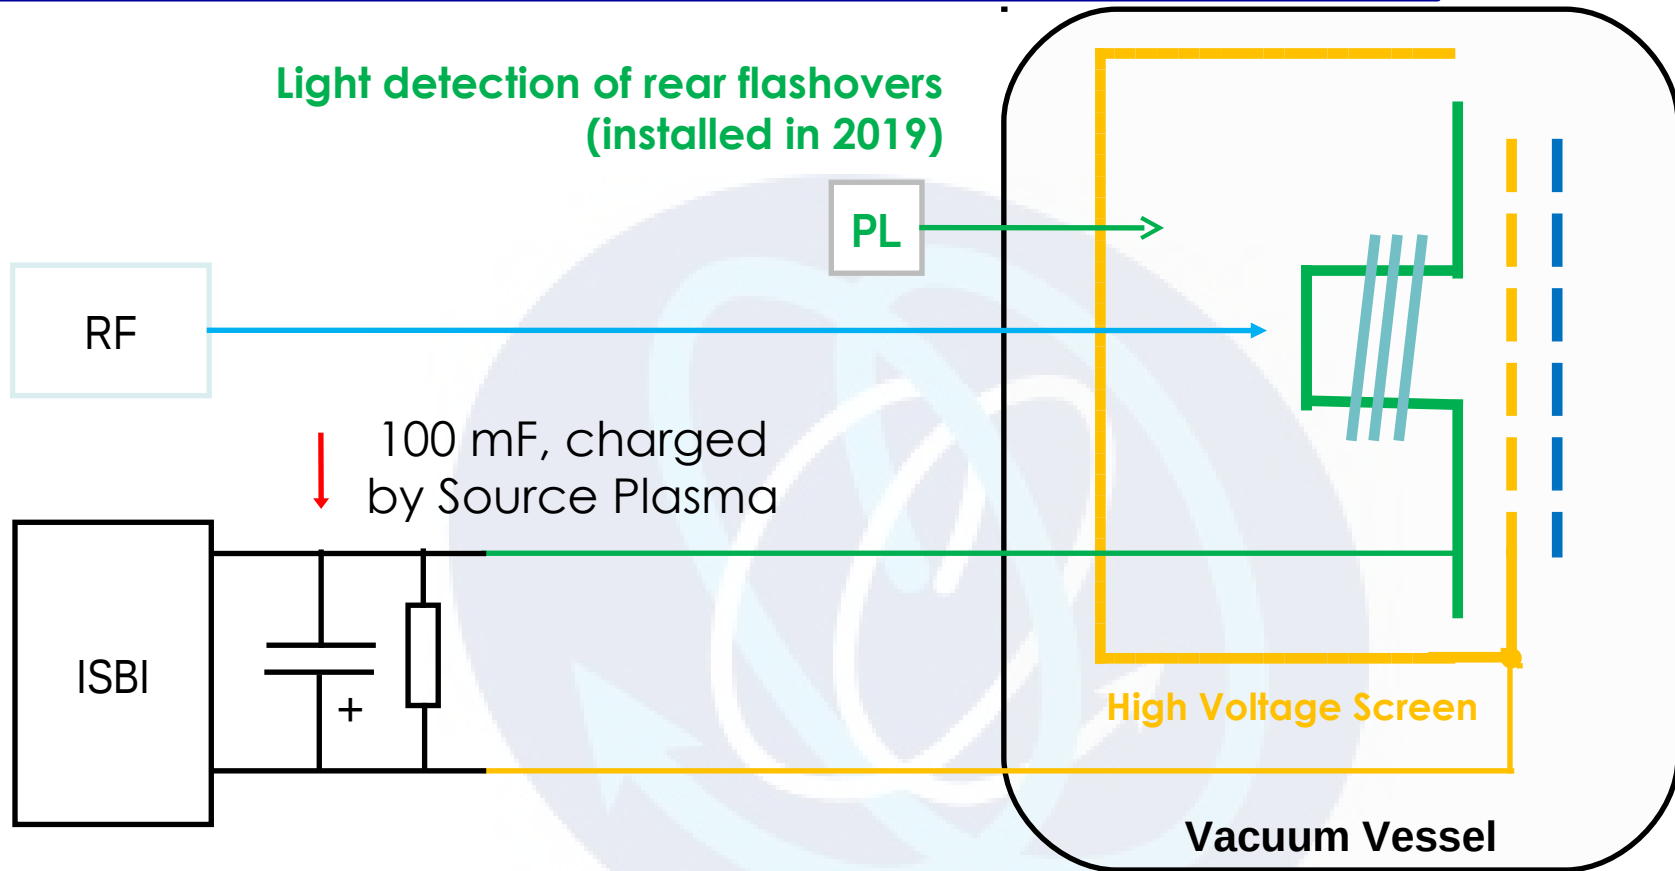 Light detection of rear flashovers
(installed in 2019)
PL
RF
100 mF, charged
by Source Plasma
ISBI
+
High Voltage Screen
Vacuum Vessel